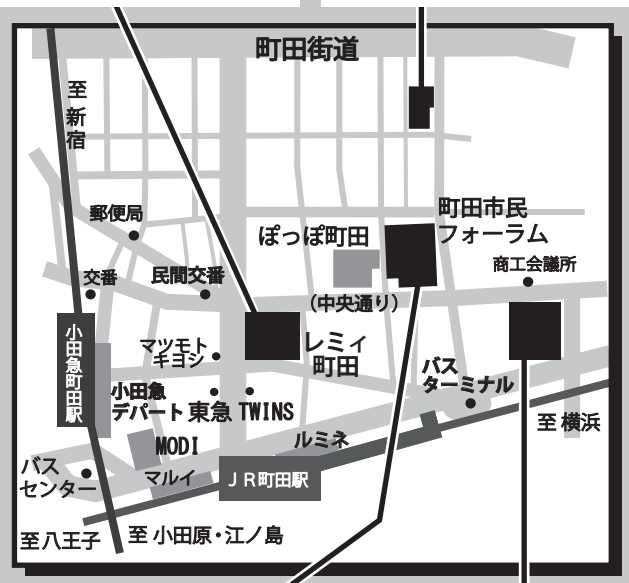 町田街道
至新宿
郵便局
町田市民
フォーラム
ぽっぽ町田
商工会議所
交番
民間交番
(中央通り)
小田急町田駅
マツモト
キヨシ
レミィ
町田
バス
ターミナル
小田急
デパート
東急 TWINS
至 横浜
MODI
ルミネ
バス
センター
マルイ
JR町田駅
至八王子
至 小田原・江ノ島